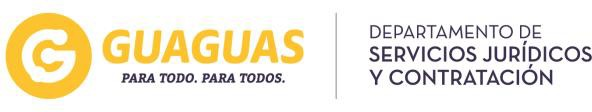 GUAGUAS
PARA TODO. PARA TODOS.
DEPARTAMENTO DE
SERVICIOS JURÍDICOS
Y CONTRATACIÓN